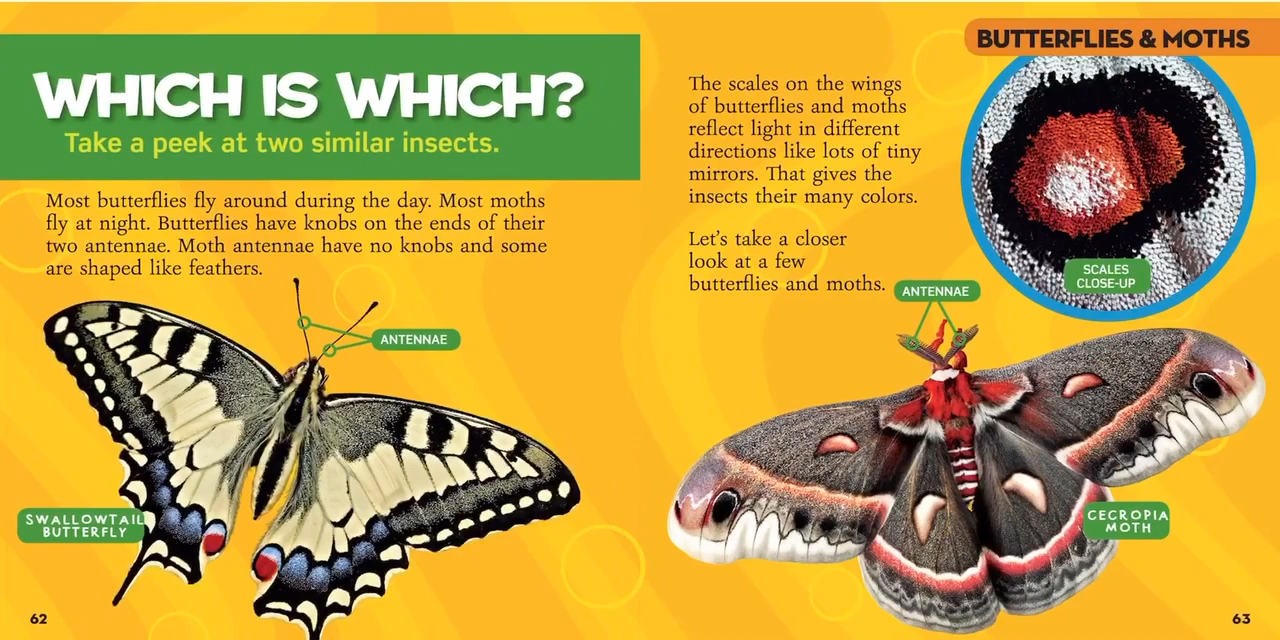 WHICH IS WHICH?
Take a peek at two similar insects.
Most butterflies fly around during the day. Most moths
fly at night. Butterflies have knobs on the ends of their
two antennae. Moth antennae have no knobs and some
are shaped like feathers.
ANTENNAE
SWALLOWTAIL
BUTTERFLY
62
BUTTERFLIES & MOTHS
The scales on the wings
of butterflies and moths
reflect light in different
directions like lots of tiny
mirrors. That gives the
insects their many colors.
Let’s take a closer
look at a few
butterflies and moths.
SCALES
CLOSE-UP
ANTENNAE
CECROPIA
MOTH
63